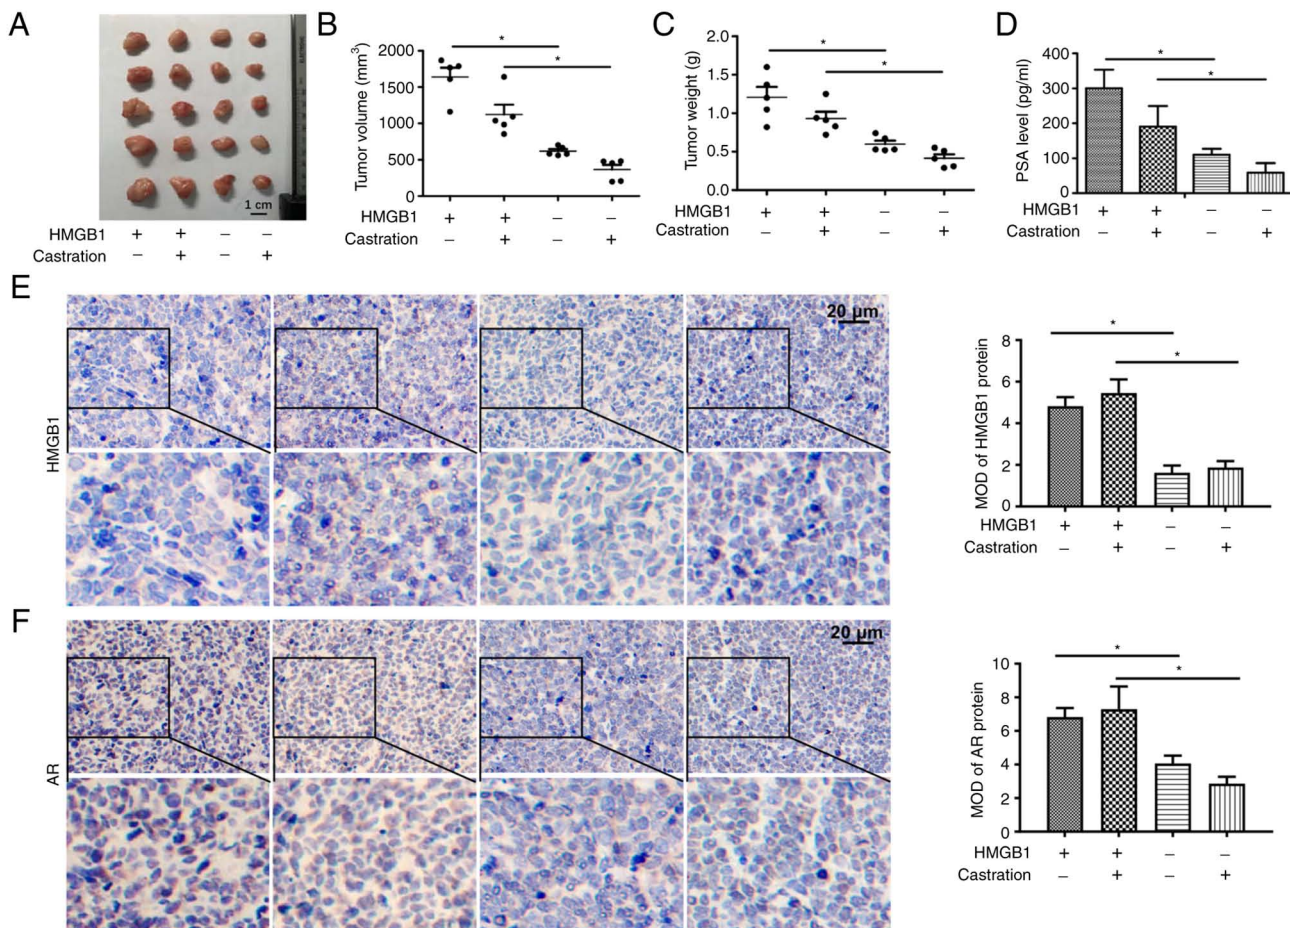 A
1 cm
HMGB1 + + – –
Castration – + – +
B
Tumor volume (mm³)
2000
1500
1000
500
0
* *
HMGB1 + + – –
Castration – + – +
C
Tumor weight (g)
2.0
1.5
1.0
0.5
0.0
* *
HMGB1 + + – –
Castration – + – +
D
PSA level (pg/ml)
400
300
200
100
0
* *
HMGB1 + + – –
Castration – + – +
E
HMGB1
20 µm
MOD of HMGB1 protein
8
6
4
2
0
* *
HMGB1 + + – –
Castration – + – +
F
AR
20 µm
MOD of AR protein
10
8
6
4
2
0
* *
HMGB1 + + – –
Castration – + – +